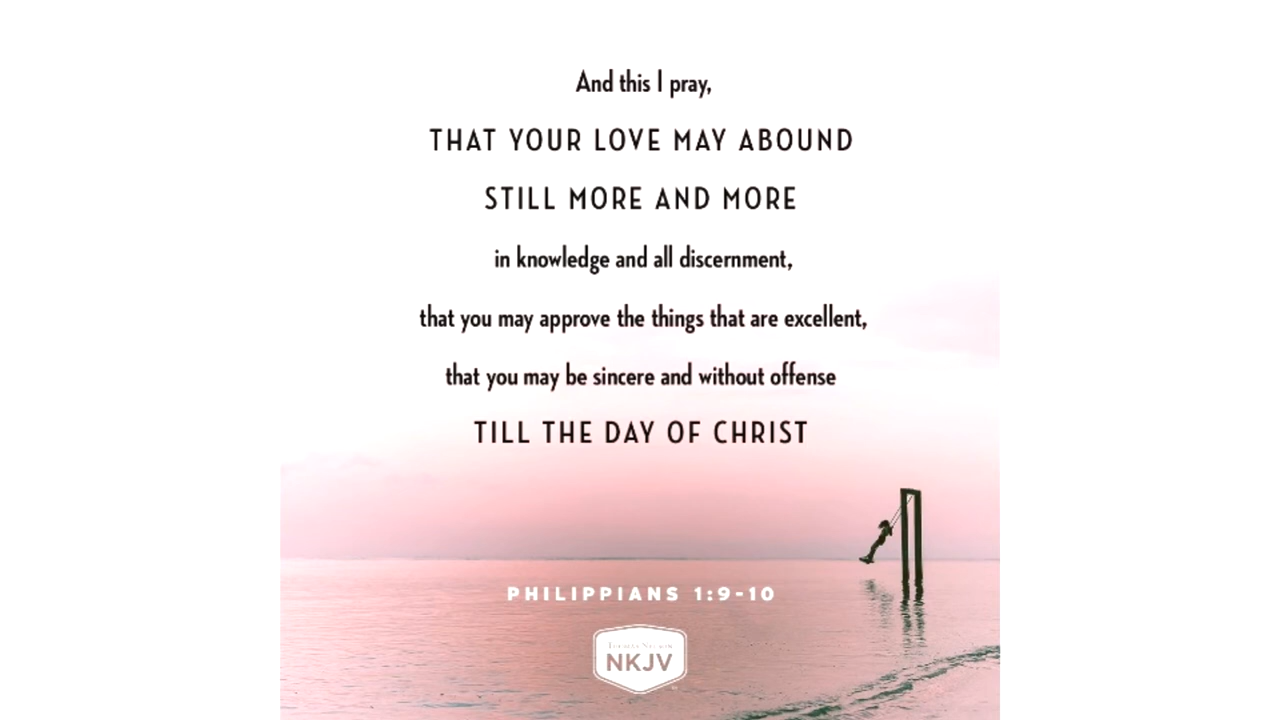 And this I pray,
THAT YOUR LOVE MAY ABOUND
STILL MORE AND MORE
in knowledge and all discernment,
that you may approve the things that are excellent,
that you may be sincere and without offense
TILL THE DAY OF CHRIST
PHILIPPIANS 1:9-10
THOMAS NELSON
NKJV